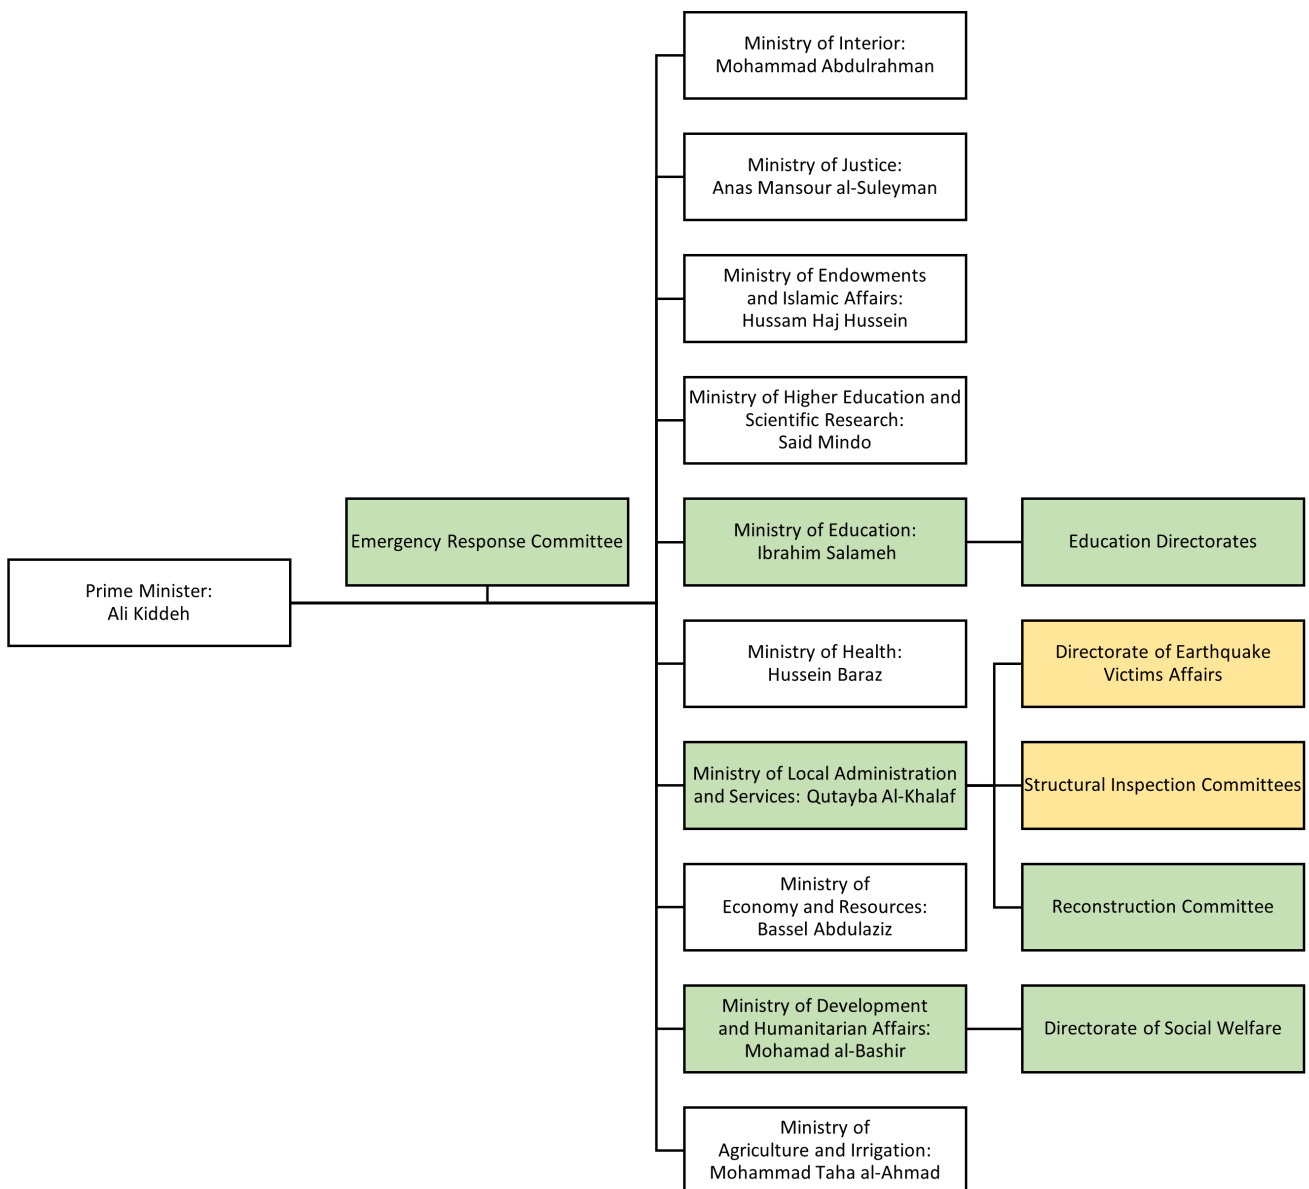 Ministry of Interior:
Mohammad Abdulrahman
Ministry of Justice:
Anas Mansour al-Suleyman
Ministry of Endowments
and Islamic Affairs:
Hussam Haj Hussein
Ministry of Higher Education and
Scientific Research:
Said Mindo
Emergency Response Committee
Ministry of Education:
Ibrahim Salameh
Education Directorates
Prime Minister:
Ali Kiddeh
Ministry of Health:
Hussein Baraz
Directorate of Earthquake
Victims Affairs
Ministry of Local Administration
and Services: Qutayba Al-Khalaf
Structural Inspection Committees
Ministry of
Economy and Resources:
Bassel Abdulaziz
Reconstruction Committee
Ministry of Development
and Humanitarian Affairs:
Mohamad al-Bashir
Directorate of Social Welfare
Ministry of
Agriculture and Irrigation:
Mohammad Taha al-Ahmad